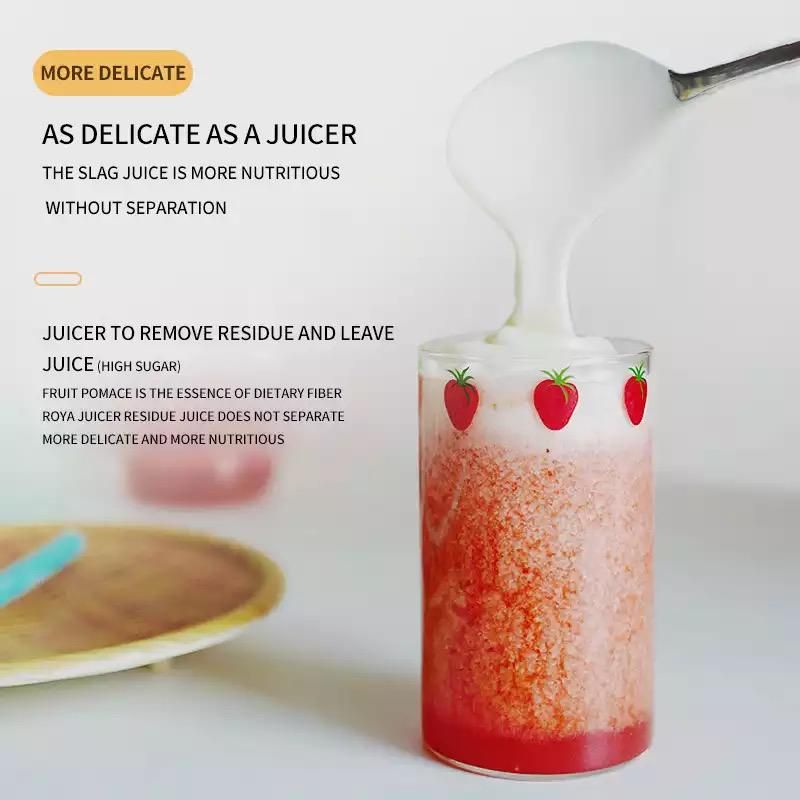 MORE DELICATE
AS DELICATE AS A JUICER
THE SLAG JUICE IS MORE NUTRITIOUS
WITHOUT SEPARATION
JUICER TO REMOVE RESIDUE AND LEAVE
JUICE (HIGH SUGAR)
FRUIT POMACE IS THE ESSENCE OF DIETARY FIBER
ROYA JUICER RESIDUE JUICE DOES NOT SEPARATE
MORE DELICATE AND MORE NUTRITIOUS